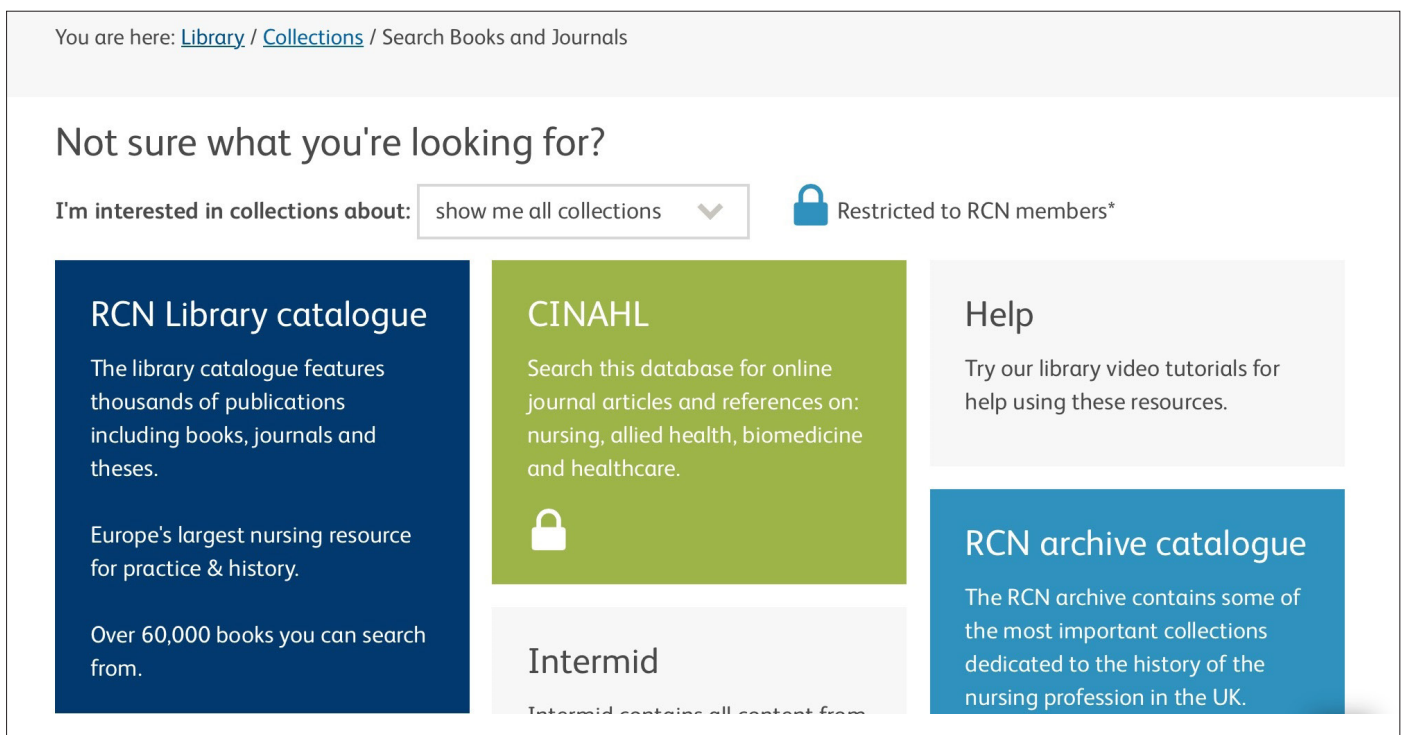 You are here: Library / Collections / Search Books and Journals
Not sure what you're looking for?
I'm interested in collections about: show me all collections
Restricted to RCN members*
RCN Library catalogue
The library catalogue features
thousands of publications
including books, journals and
theses.
Europe's largest nursing resource
for practice & history.
Over 60,000 books you can search
from.
CINAHL
Search this database for online
journal articles and references on:
nursing, allied health, biomedicine
and healthcare.
Intermid
Intermid contains all content from
Help
Try our library video tutorials for
help using these resources.
RCN archive catalogue
The RCN archive contains some of
the most important collections
dedicated to the history of the
nursing profession in the UK.